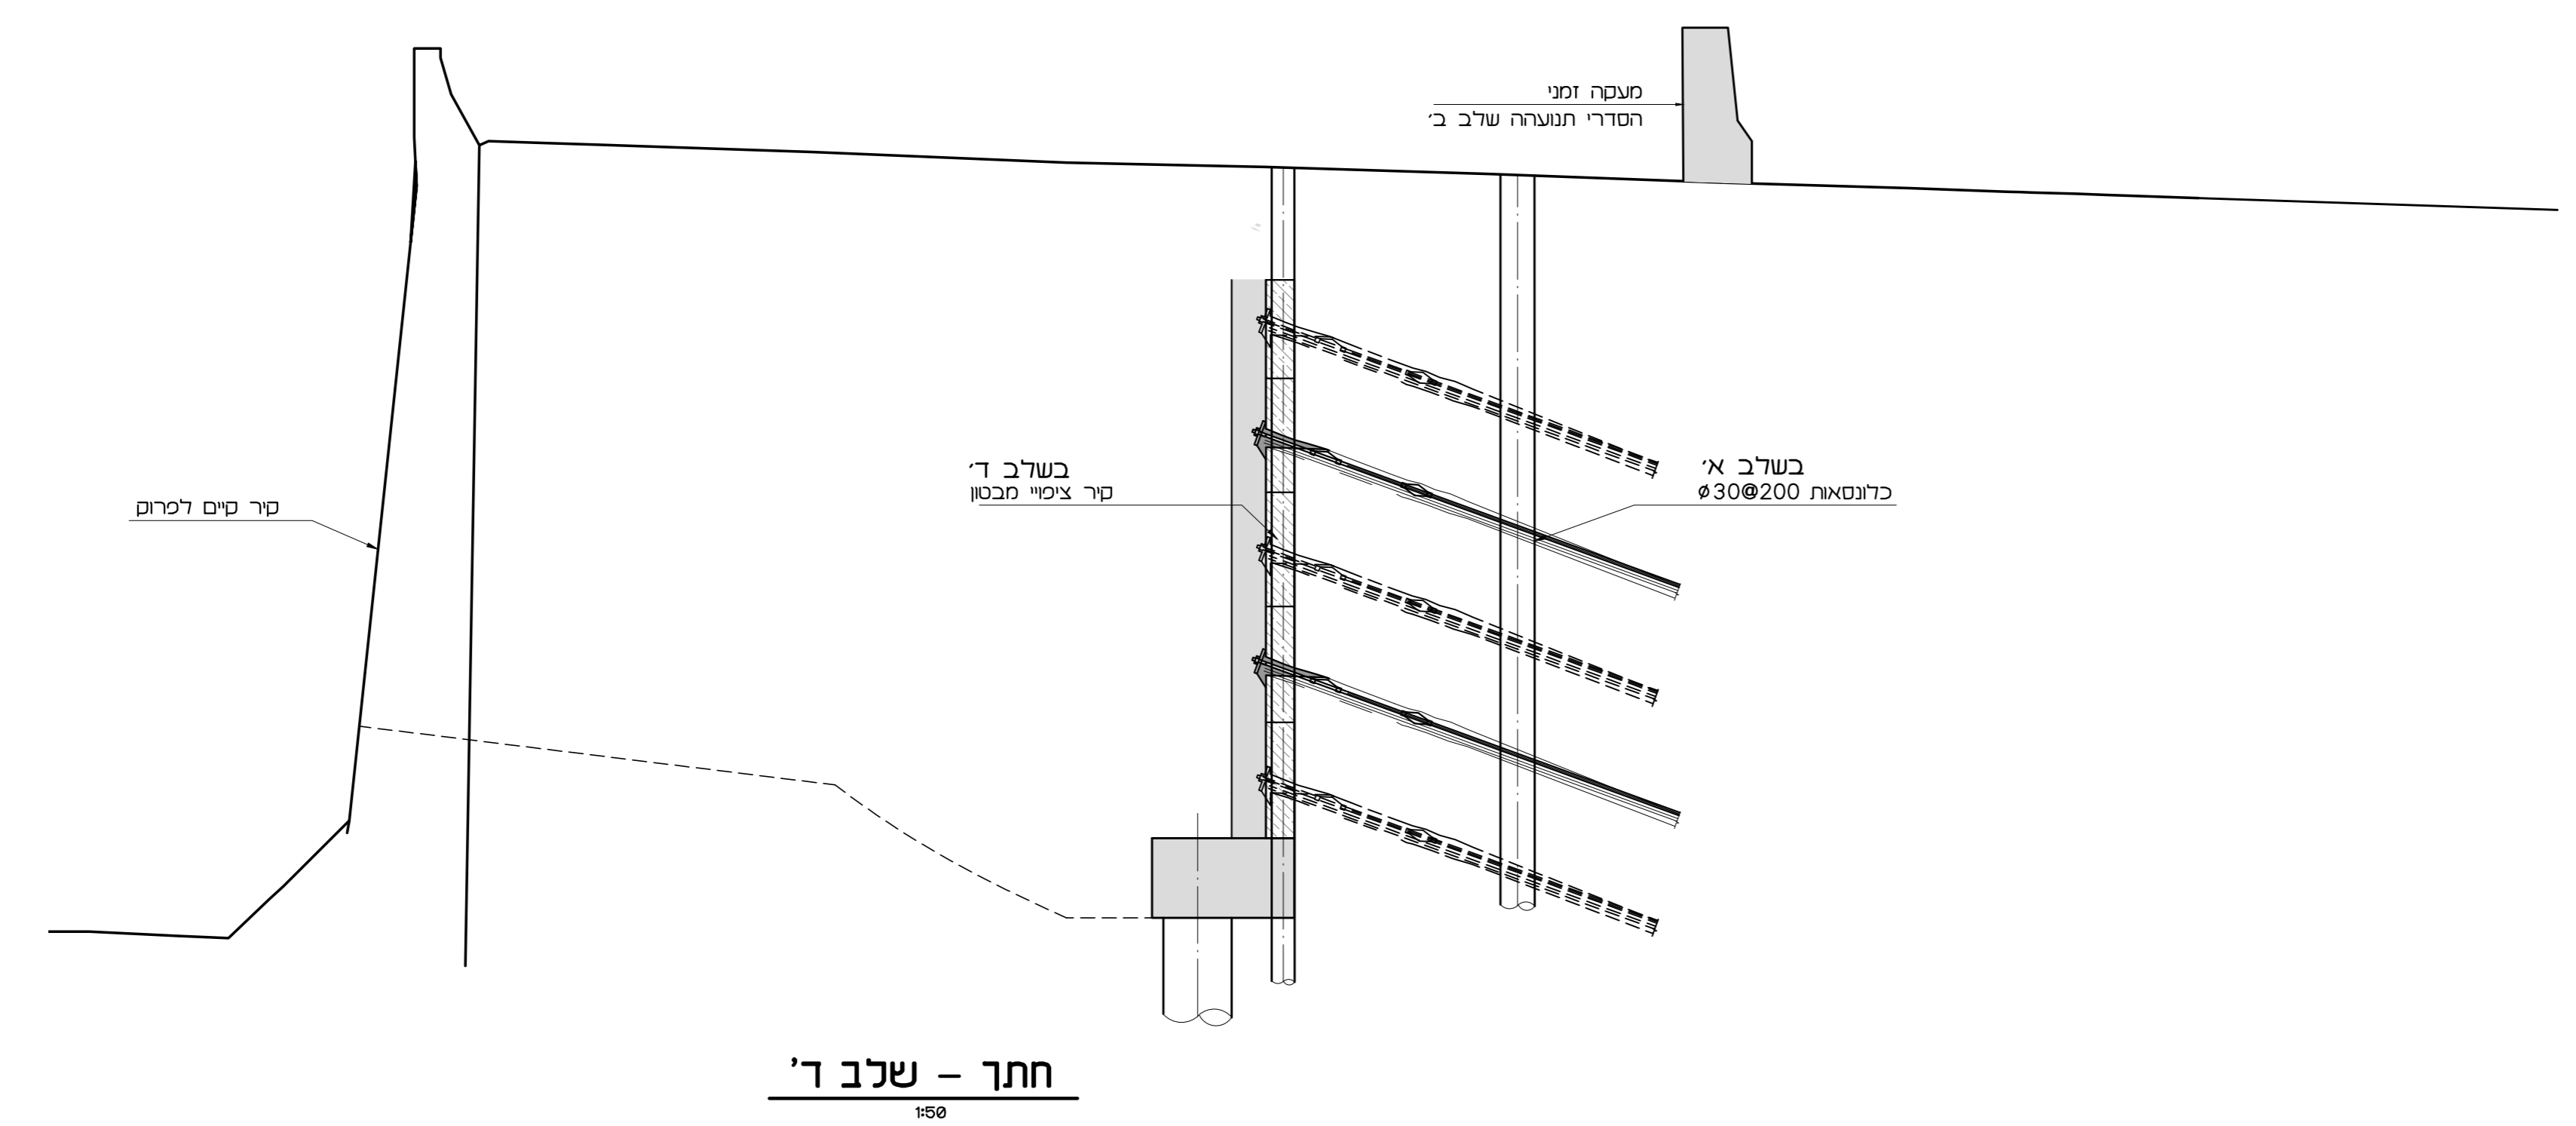 מעקה זמני
הסדרי תנועהה שלב ב'
בשלב ד'
קיר ציפויי מבטון
בשלב א'
כלונסאות ø30@200
קיר קיים לפרוק
חתך – שלב ד'
1:50